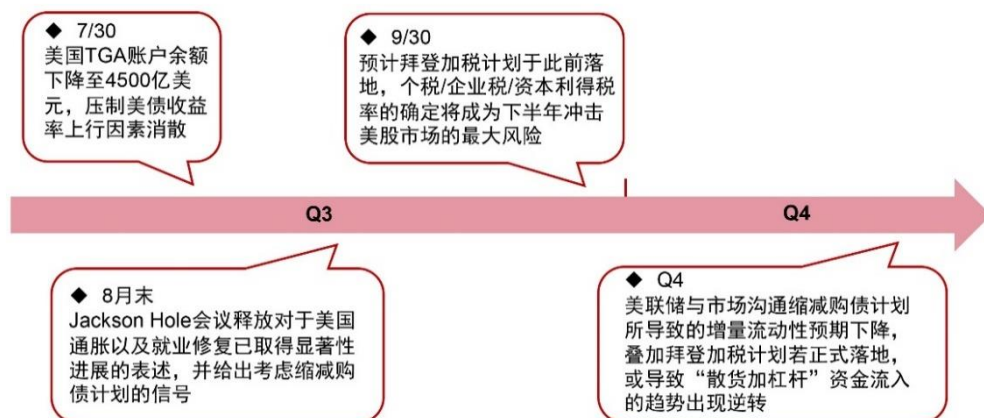 ◆ 7/30
美国TGA账户余额
下降至4500亿美
元，压制美债收益
率上行因素消散
◆ 9/30
预计拜登加税计划于此前落
地，个税/企业税/资本利得税
率的确定将成为下半年冲击
美股市场的最大风险
Q3
Q4
◆ 8月末
Jackson Hole会议释放对于美国
通胀以及就业修复已取得显著性
进展的表述，并给出考虑缩减购
债计划的信号
◆ Q4
美联储与市场沟通缩减购债计划
所导致的增量流动性预期下降，
叠加拜登加税计划若正式落地，
或导致“散货加杠杆”资金流入
的趋势出现逆转